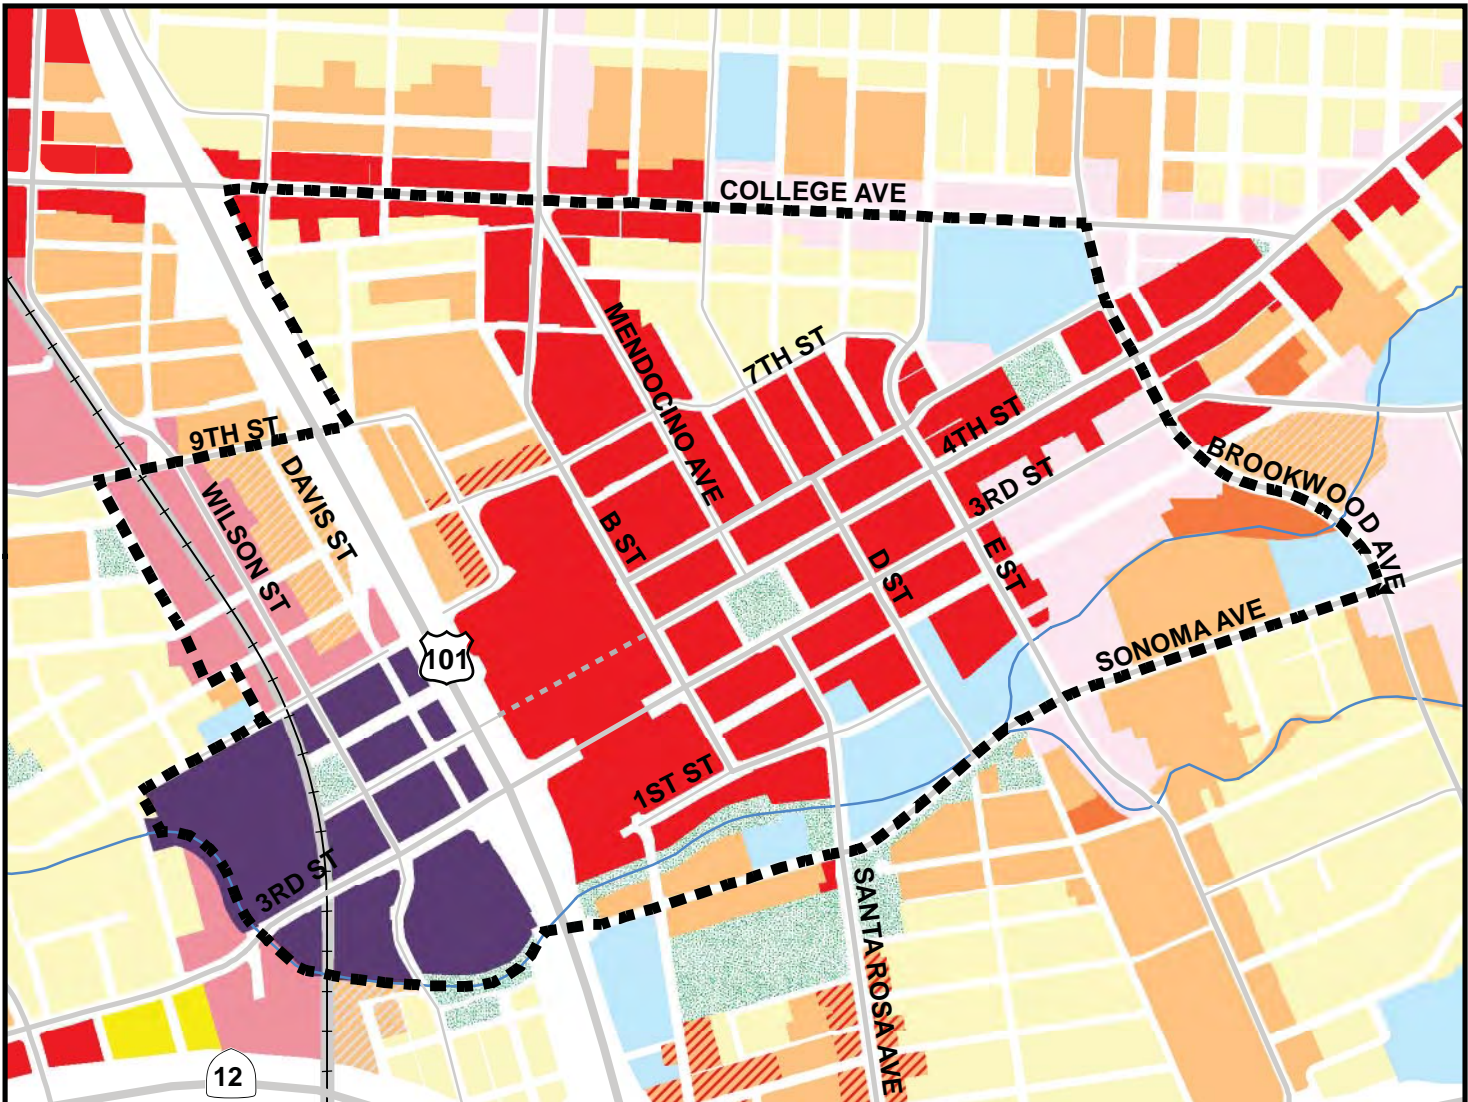 COLLEGE AVE
MENDOCINO AVE
7TH ST
9TH ST
4TH ST
DAVIS ST
WILSON ST
B ST
3RD ST
BROOKWOOD AVE
D ST
E ST
SONOMA AVE
101
1ST ST
3RD ST
SANTA ROSA AVE
12